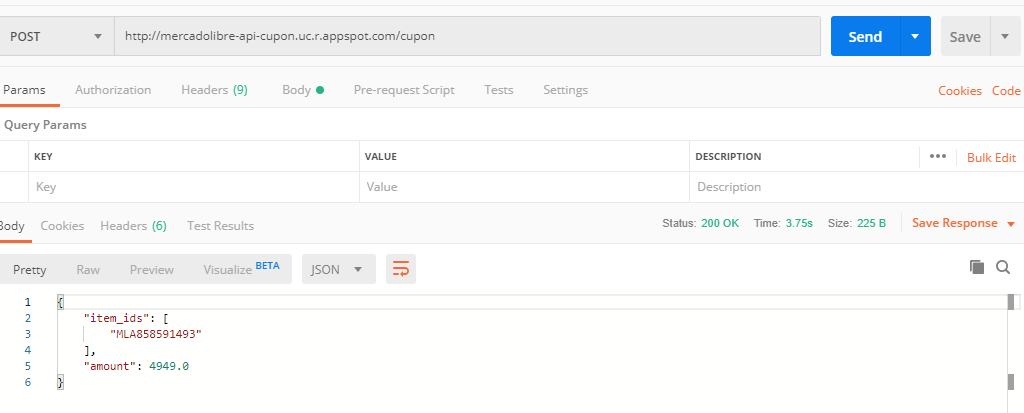 POST http://mercadolibre-api-cupon.uc.r.appspot.com/cupon Send Save
Params Authorization Headers (9) Body Pre-request Script Tests Settings Cookies Code
Query Params
KEY VALUE DESCRIPTION ••• Bulk Edit
Key Value Description
Body Cookies Headers (6) Test Results Status: 200 OK Time: 3.75s Size: 225 B Save Response
Pretty Raw Preview Visualize BETA JSON
1 {
2 "item_ids": [
3 "MLA858591493"
4 ],
5 "amount": 4949.0
6 }